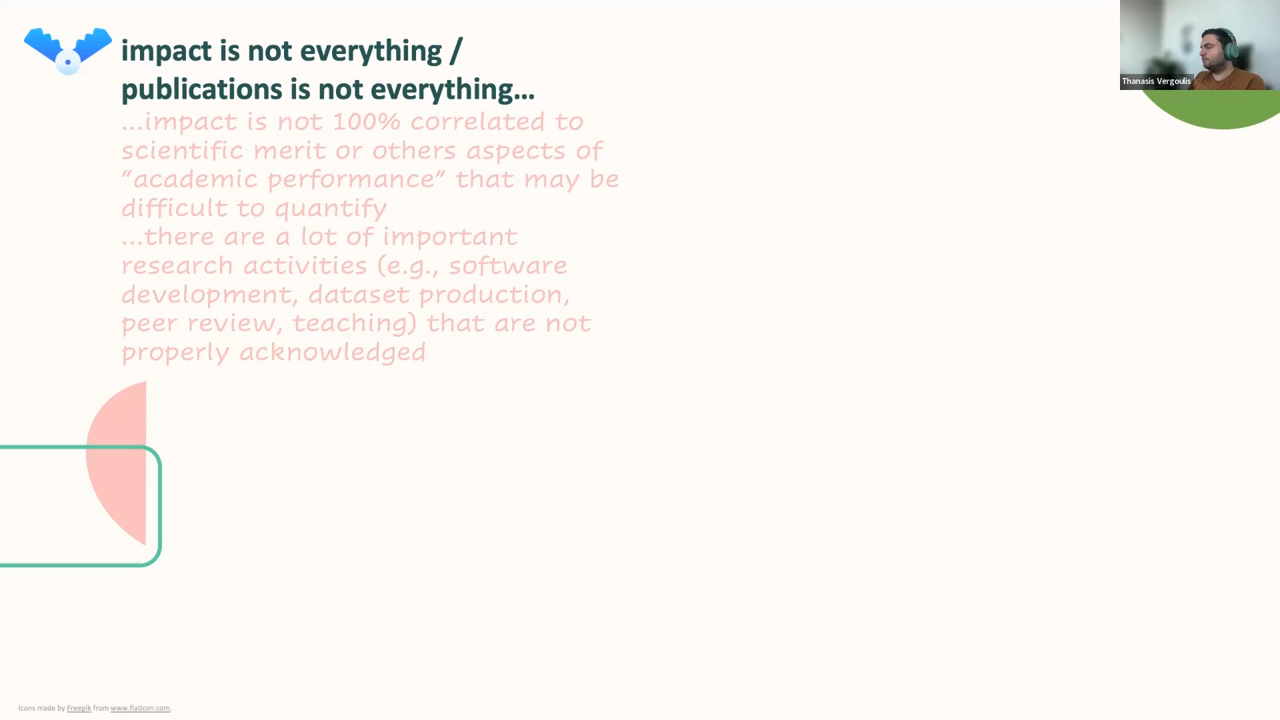 impact is not everything /
publications is not everything...
...impact is not 100% correlated to
scientific merit or others aspects of
"academic performance" that may be
difficult to quantify
...there are a lot of important
research activities (e.g., software
development, dataset production,
peer review, teaching) that are not
properly acknowledged
Thanasis Vergoulis
Icons made by Freepik from www.flaticon.com.